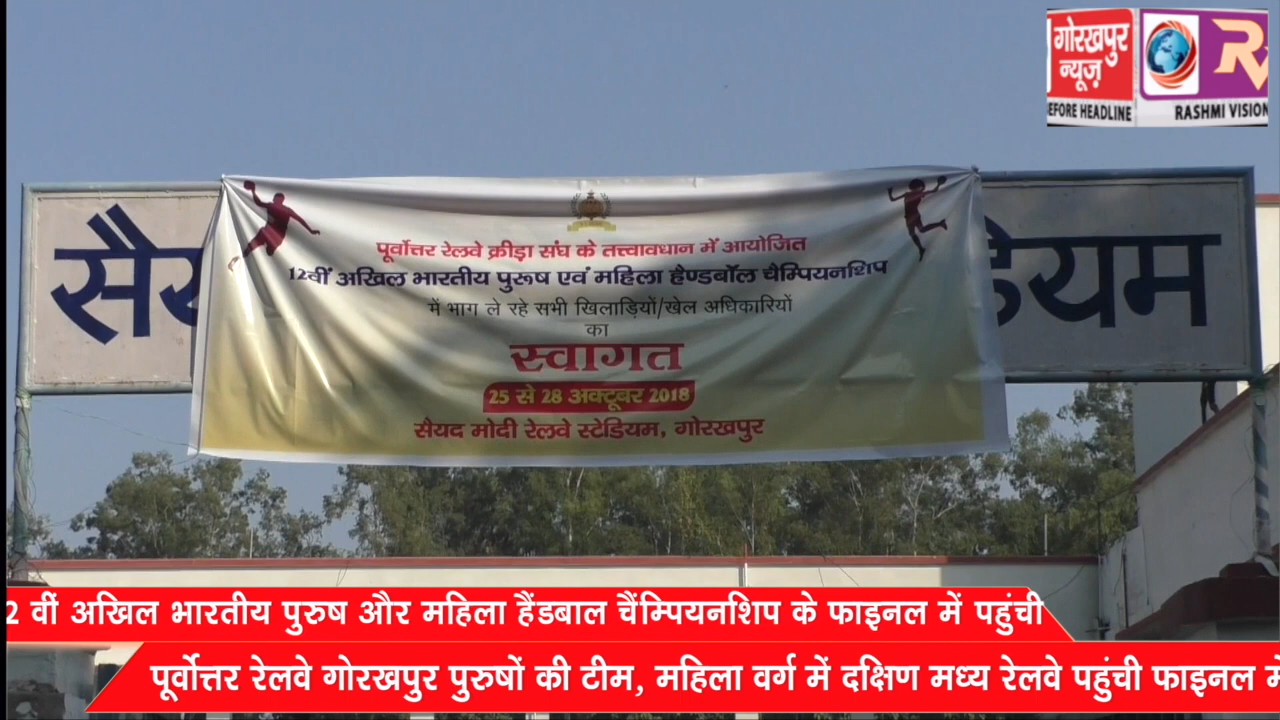 गोरखपुर
न्यूज़
EFORE HEADLINE
RASHMI VISION
पूर्वोत्तर रेलवे क्रीड़ा संघ के तत्त्वावधान में आयोजित
12वीं अखिल भारतीय पुरूष एवं महिला हैण्डबॉल चैम्पियनशिप
में भाग ले रहे सभी खिलाड़ियों/खेल अधिकारियों
का
स्वागत
25 से 28 अक्टूबर 2018
सैयद मोदी रेलवे स्टेडियम, गोरखपुर
2 वीं अखिल भारतीय पुरुष और महिला हैंडबाल चैंम्पियनशिप के फाइनल में पहुंची
पूर्वोत्तर रेलवे गोरखपुर पुरुषों की टीम, महिला वर्ग में दक्षिण मध्य रेलवे पहुंची फाइनल में